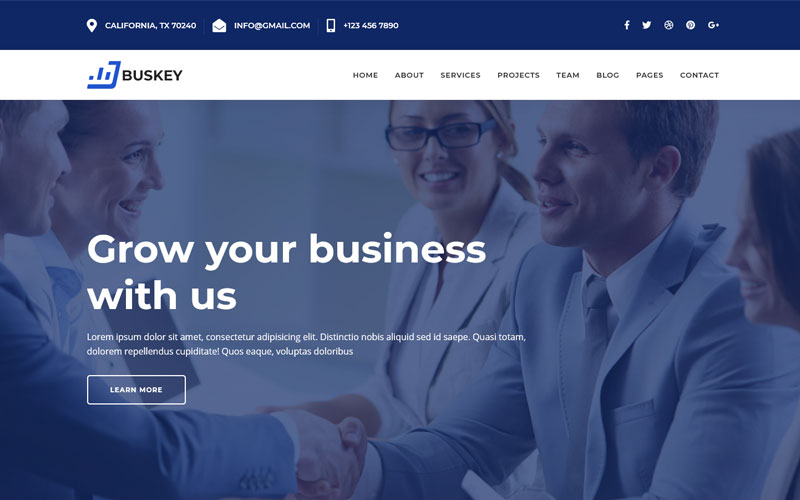 CALIFORNIA, TX 70240 INFO@GMAIL.COM +123 456 7890
BUSKEY HOME ABOUT SERVICES PROJECTS TEAM BLOG PAGES CONTACT
Grow your business
with us
Lorem ipsum dolor sit amet, consectetur adipisicing elit. Distinctio nobis aliquid sed id saepe. Quasi totam,
dolorem repellendus cupiditate! Quos eaque, voluptas doloribus
LEARN MORE